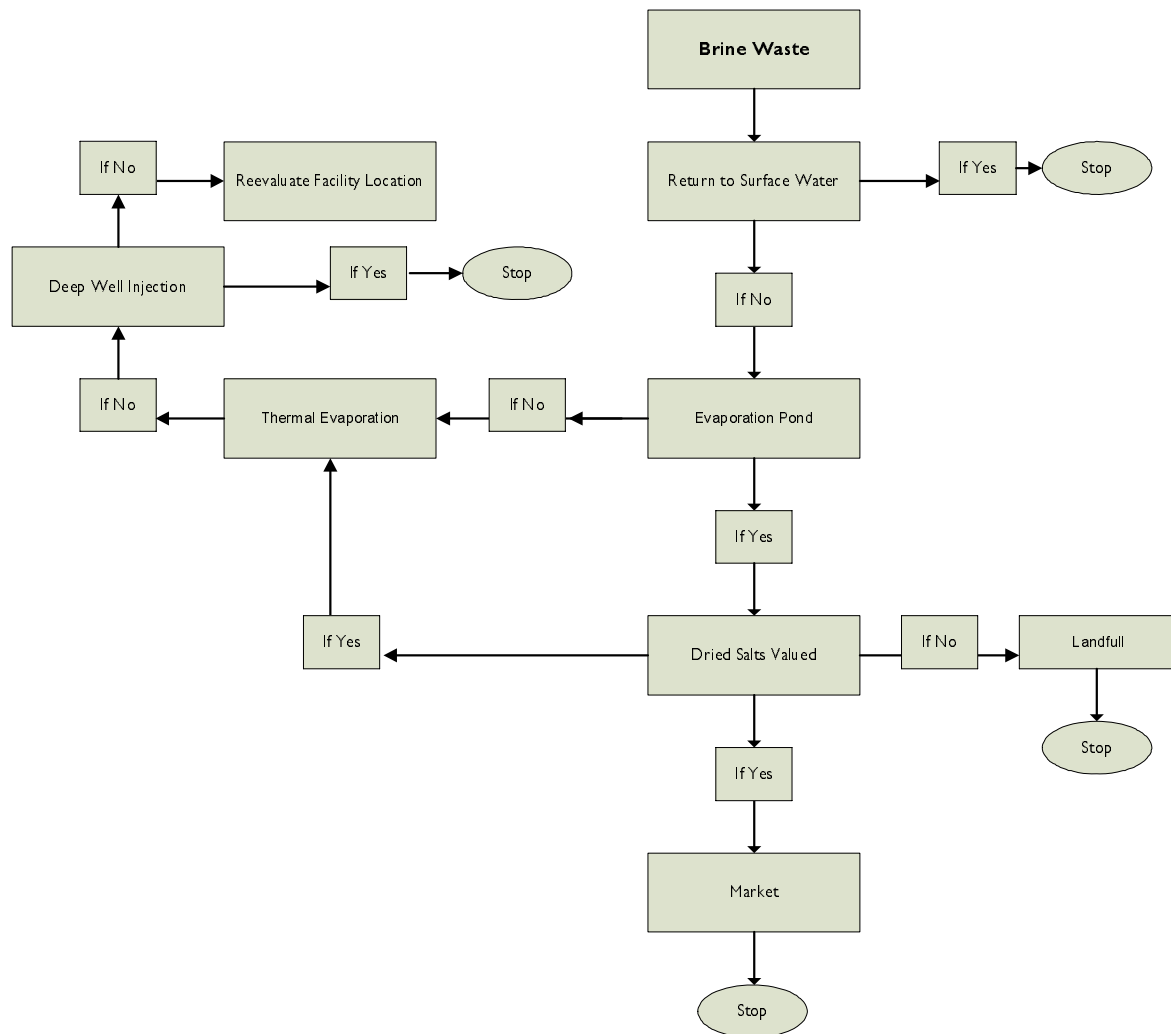 Brine Waste
If No
Reevaluate Facility Location
Return to Surface Water
If Yes
Stop
Deep Well Injection
If Yes
Stop
If No
If No
Thermal Evaporation
If No
Evaporation Pond
If Yes
If Yes
Dried Salts Valued
If No
Landfull
Stop
If Yes
Market
Stop